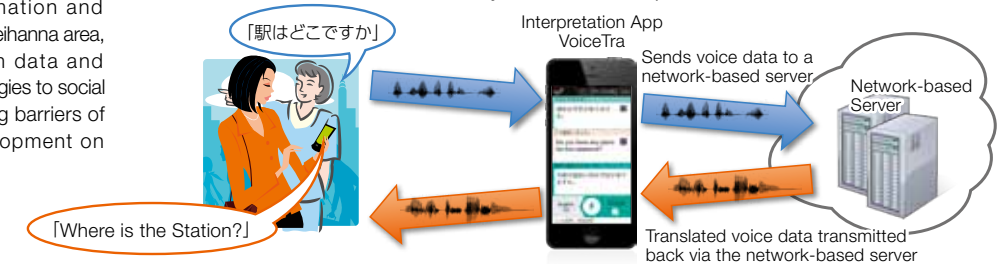 nation and
eihanna area,
n data and
gies to social
g barriers of
opment on
「駅はどこですか」
「Where is the Station?」
Interpretation App
VoiceTra
Sends voice data to a
network-based server
Network-based
Server
Translated voice data transmitted
back via the network-based server